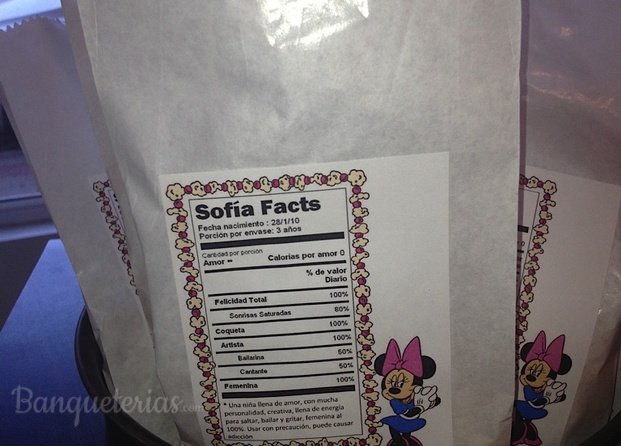 Sofía Facts
Fecha nacimiento : 28/1/10
Porción por envase: 3 años
Cantidad por porción
Amor ∞ Calorías por amor 0
% de valor
Diario
Felicidad Total 100%
Sonrisas Saturadas 80%
Coqueta 100%
Artista 100%
Bailarina 50%
Cantante 50%
Femenina 100%
* Una niña llena de amor, con mucha
personalidad, creativa, llena de energía
para saltar, bailar y gritar, femenina al
100%. Usar con precaución, puede causar
adicción
Banqueterias.com